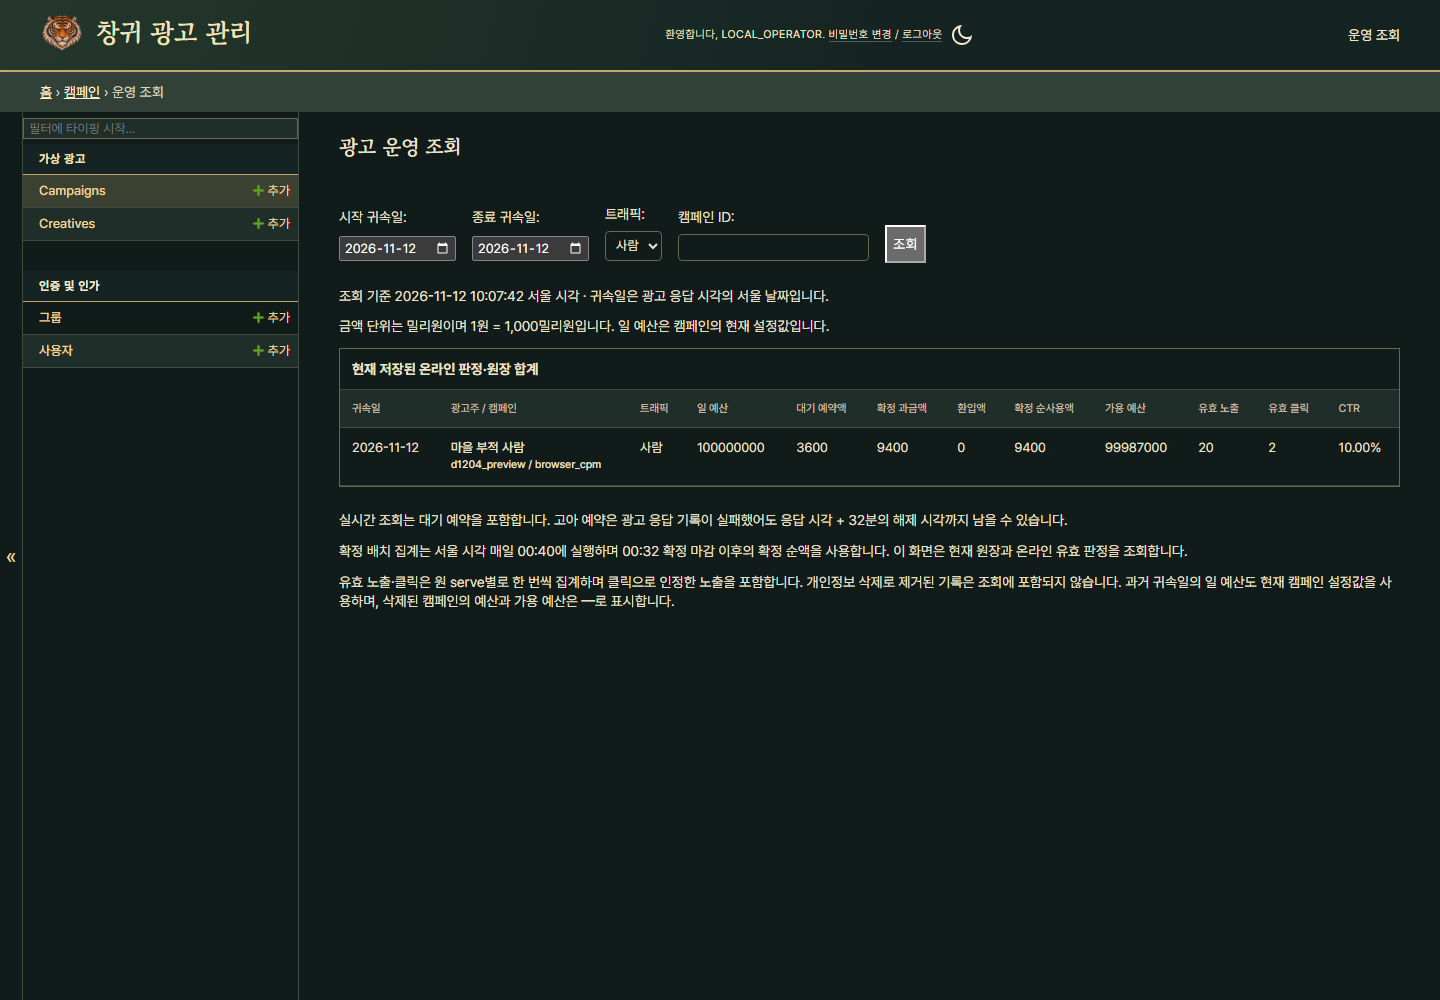 창귀 광고 관리
환영합니다, LOCAL_OPERATOR. 비밀번호 변경 / 로그아웃
운영 조회
홈 › 캠페인 › 운영 조회
필터에 타이핑 시작...
가상 광고
Campaigns 추가
Creatives 추가
인증 및 인가
그룹 추가
사용자 추가
«
광고 운영 조회
시작 귀속일: 종료 귀속일: 트래픽: 캠페인 ID:
2026-11-12 2026-11-12 사람 조회
조회 기준 2026-11-12 10:07:42 서울 시각 · 귀속일은 광고 응답 시각의 서울 날짜입니다.
금액 단위는 밀리원이며 1원 = 1,000밀리원입니다. 일 예산은 캠페인의 현재 설정값입니다.
현재 저장된 온라인 판정·원장 합계
귀속일 광고주 / 캠페인 트래픽 일 예산 대기 예약액 확정 과금액 환입액 확정 순사용액 가용 예산 유효 노출 유효 클릭 CTR
2026-11-12 마을 부적 사람 사람 100000000 3600 9400 0 9400 99987000 20 2 10.00%
d1204_preview / browser_cpm
실시간 조회는 대기 예약을 포함합니다. 고아 예약은 광고 응답 기록이 실패했어도 응답 시각 + 32분의 해제 시각까지 남을 수 있습니다.
확정 배치 집계는 서울 시각 매일 00:40에 실행하며 00:32 확정 마감 이후의 확정 순액을 사용합니다. 이 화면은 현재 원장과 온라인 유효 판정을 조회합니다.
유효 노출·클릭은 원 serve별로 한 번씩 집계하며 클릭으로 인정한 노출을 포함합니다. 개인정보 삭제로 제거된 기록은 조회에 포함되지 않습니다. 과거 귀속일의 일 예산도 현재 캠페인 설정값을 사
용하며, 삭제된 캠페인의 예산과 가용 예산은 —로 표시합니다.